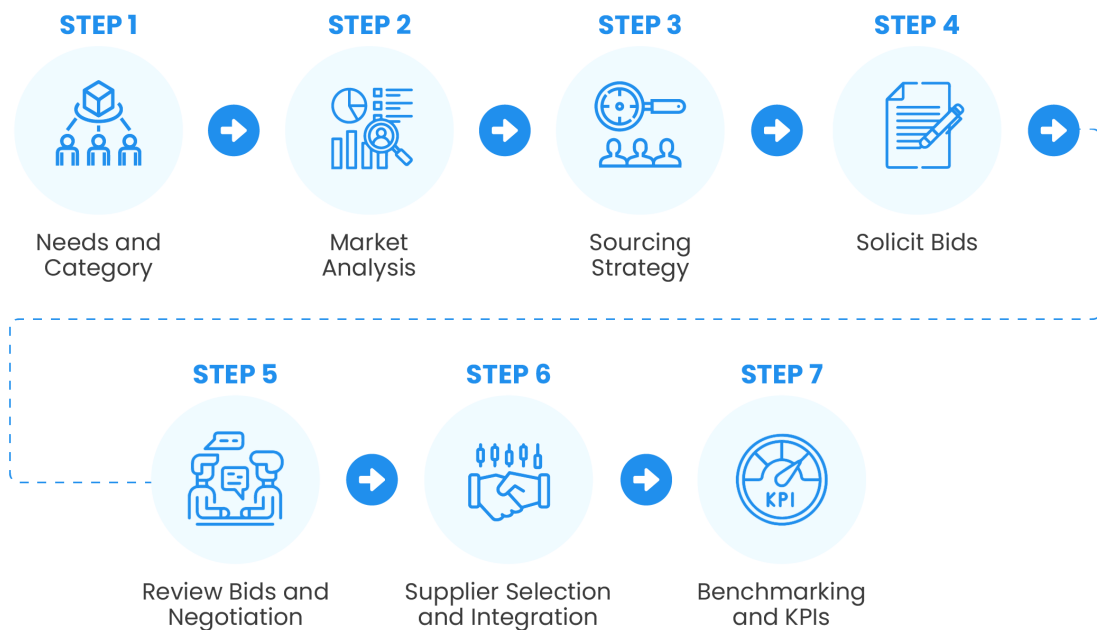 STEP 1
STEP 2
STEP 3
STEP 4
Needs and
Category
Market
Analysis
Sourcing
Strategy
Solicit Bids
STEP 5
STEP 6
STEP 7
KPI
Review Bids and
Negotiation
Supplier Selection
and Integration
Benchmarking
and KPIs